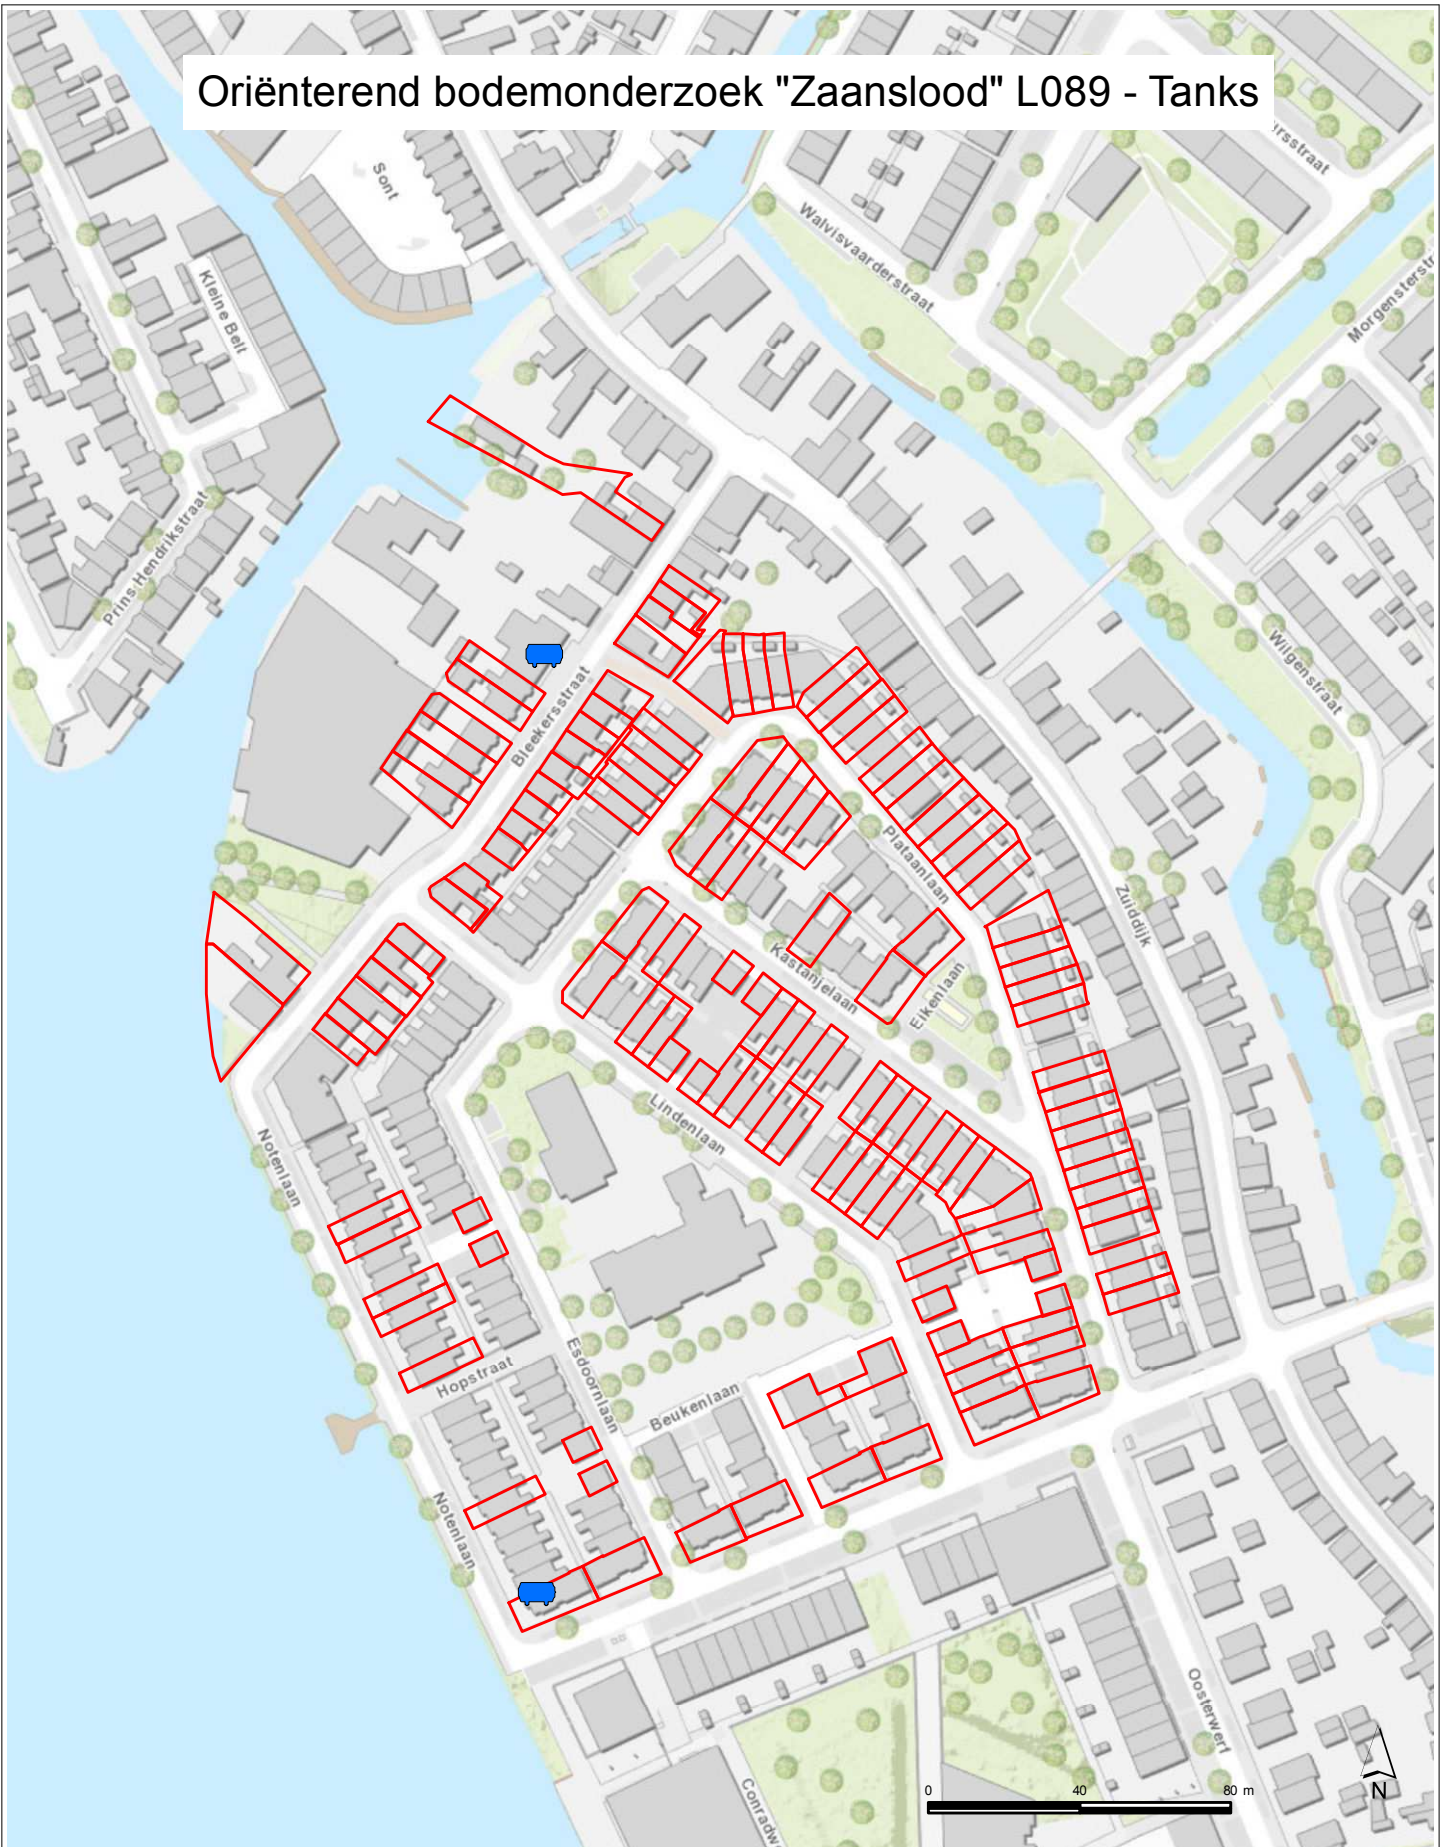 Oriënterend bodemonderzoek "Zaanslood" L089 - Tanks
Sont
Walvisvaarderstraat
Kleine Belt
Morgensterstr
Prins Hendrikstraat
Wilgenstraat
Bleekersstraat
Plataanlaan
Zuiddijk
Kastanjelaan
Eikenlaan
Lindenlaan
Notenlaan
Hopstraat
Esdoornlaan
Beukenlaan
Notenlaan
Oosterwerf
Conradw
0 40 80 m
N